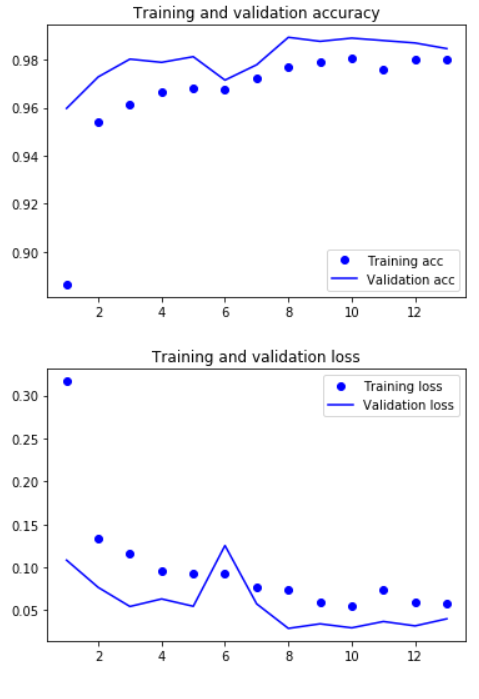 Training and validation accuracy
0.98
0.96
0.94
0.92
0.90
Training acc
Validation acc
2 4 6 8 10 12
Training and validation loss
0.30
0.25
0.20
0.15
0.10
0.05
Training loss
Validation loss
2 4 6 8 10 12